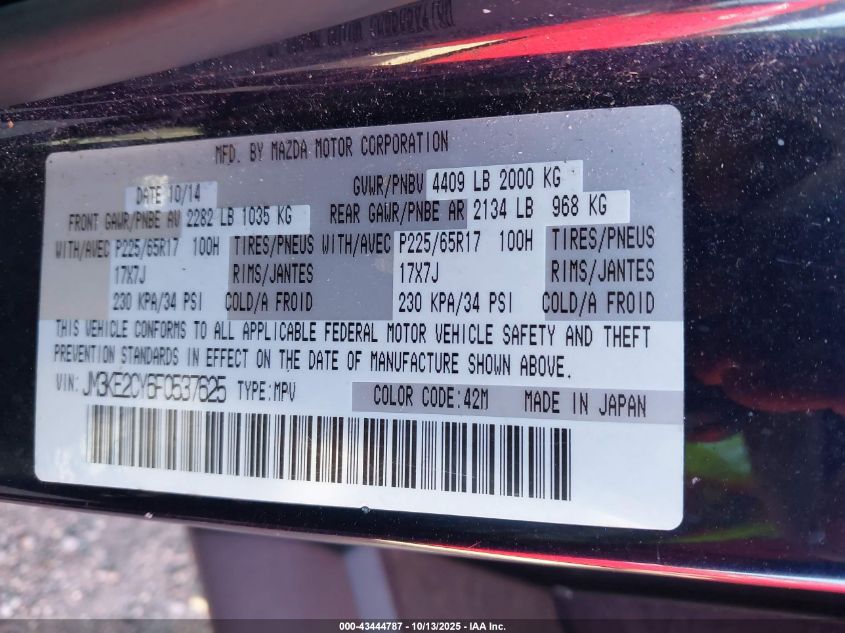 MFD. BY MAZDA MOTOR CORPORATION
DATE 10/14 GVWR/PNBV 4409 LB 2000 KG
FRONT GAWR/PNBE AV 2282 LB 1035 KG REAR GAWR/PNBE AR 2134 LB 968 KG
WITH/AVEC P225/65R17 100H TIRES/PNEUS WITH/AVEC P225/65R17 100H TIRES/PNEUS
17X7J RIMS/JANTES 17X7J RIMS/JANTES
230 KPA/34 PSI COLD/A FROID 230 KPA/34 PSI COLD/A FROID
THIS VEHICLE CONFORMS TO ALL APPLICABLE FEDERAL MOTOR VEHICLE SAFETY AND THEFT
PREVENTION STANDARDS IN EFFECT ON THE DATE OF MANUFACTURE SHOWN ABOVE.
VIN: JM3KE2CY6F0537625 TYPE:MPV COLOR CODE:42M MADE IN JAPAN
000-43444787 - 10/13/2025 - IAA Inc.